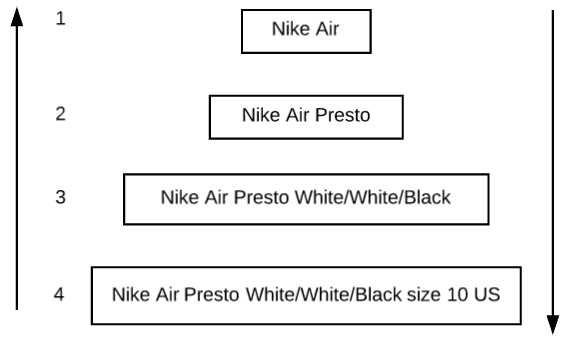 1
Nike Air
2
Nike Air Presto
3
Nike Air Presto White/White/Black
4
Nike Air Presto White/White/Black size 10 US